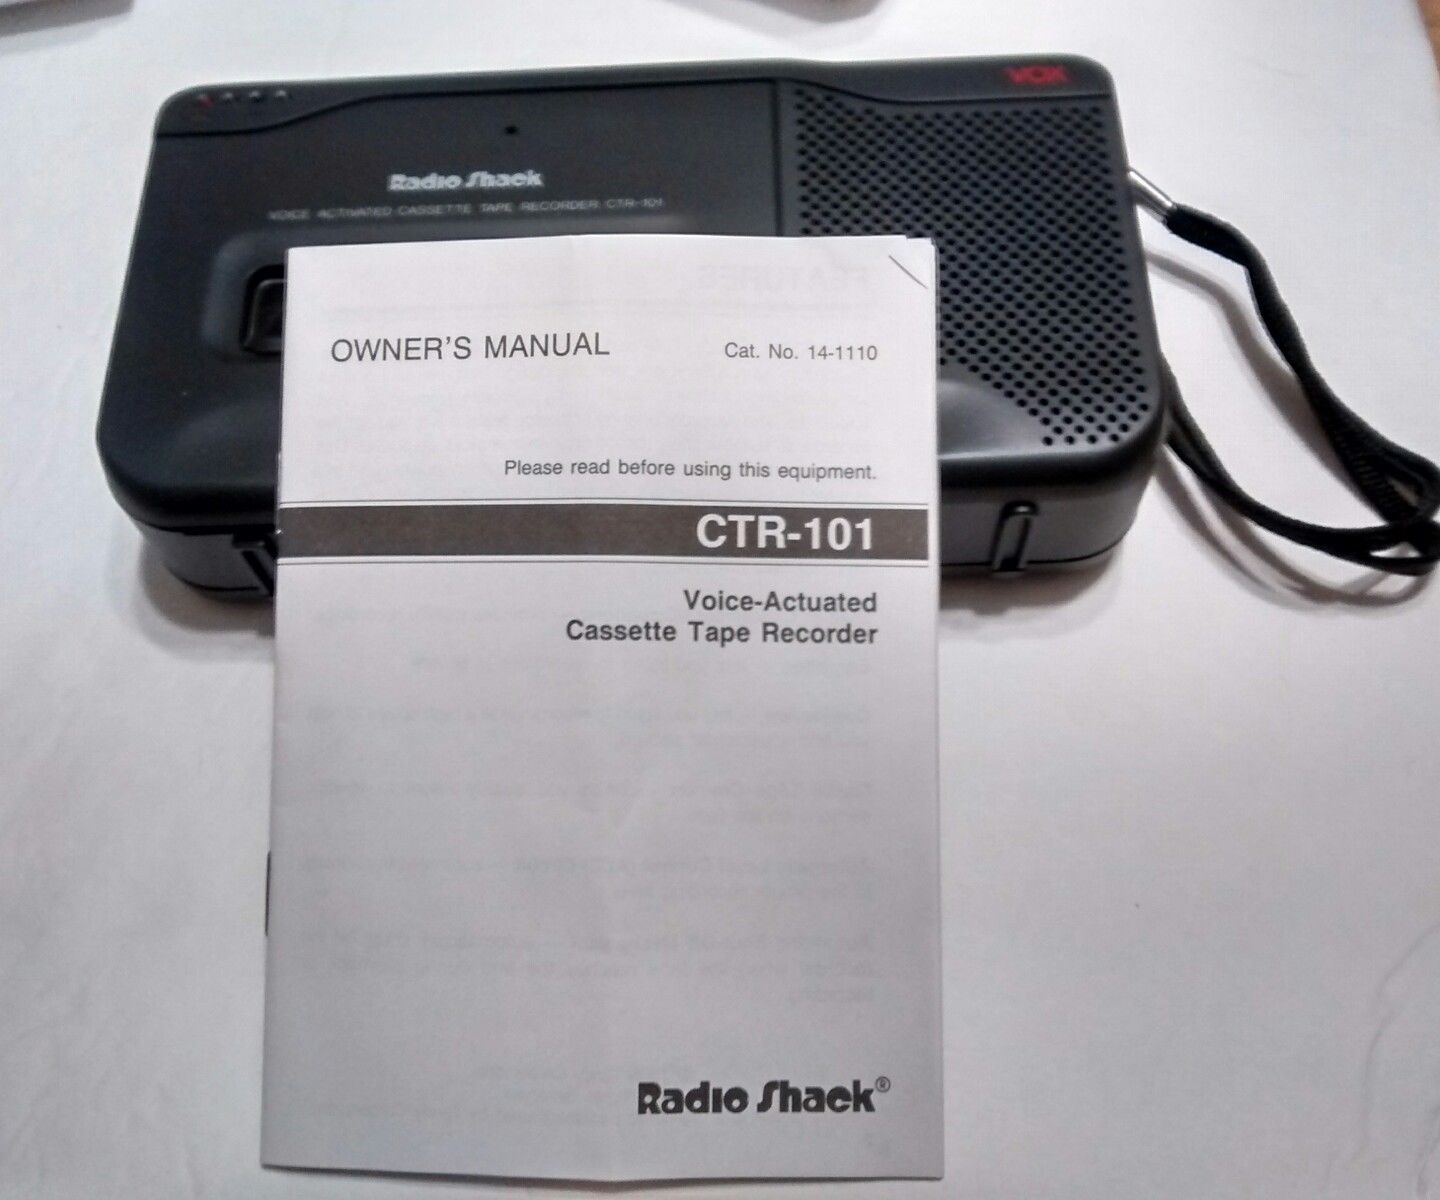 VOX
Radio Shack
VOICE ACTIVATED CASSETTE TAPE RECORDER CTR-101
FEATURES
OWNER'S MANUAL Cat. No. 14-1110
Please read before using this equipment.
CTR-101
Voice-Actuated
Cassette Tape Recorder
Radio Shack®